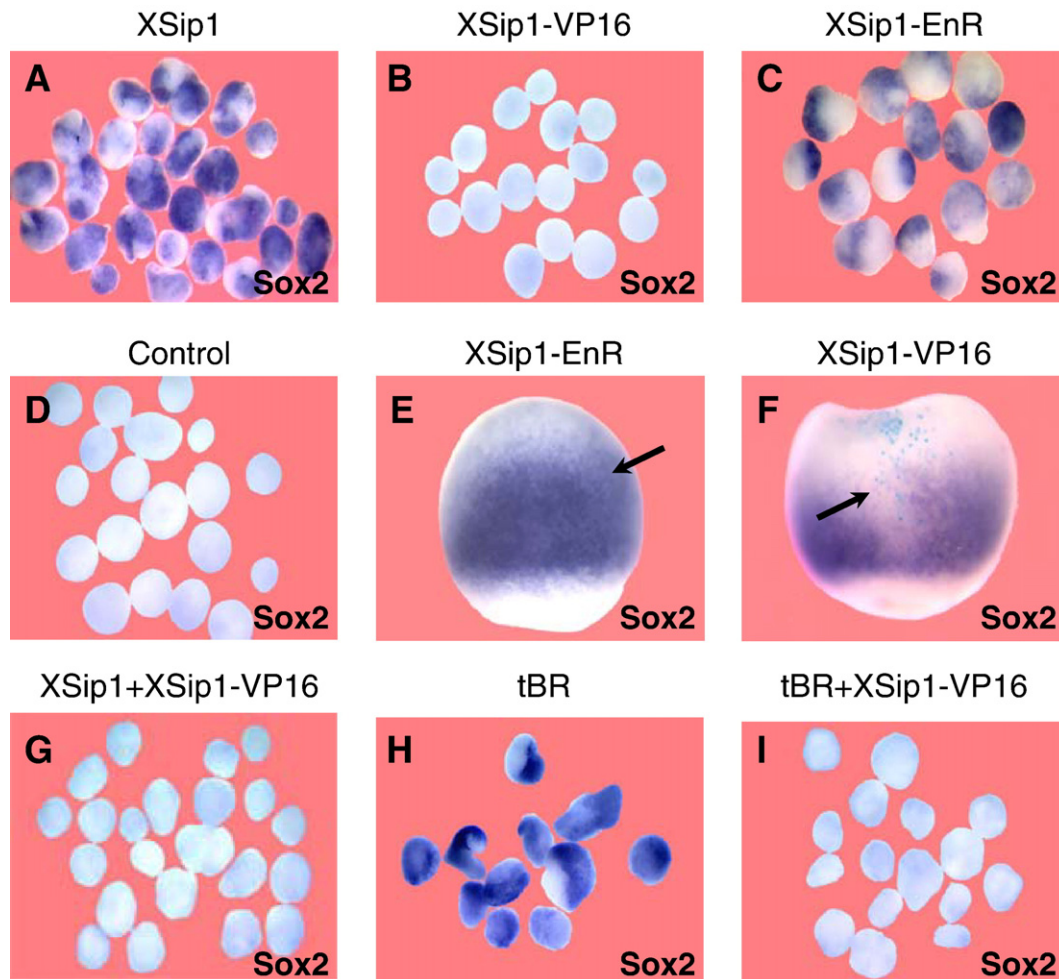 XSip1 XSip1-VP16 XSip1-EnR
A B C
Sox2 Sox2 Sox2
Control XSip1-EnR XSip1-VP16
D E F
Sox2 Sox2 Sox2
XSip1+XSip1-VP16 tBR tBR+XSip1-VP16
G H I
Sox2 Sox2 Sox2